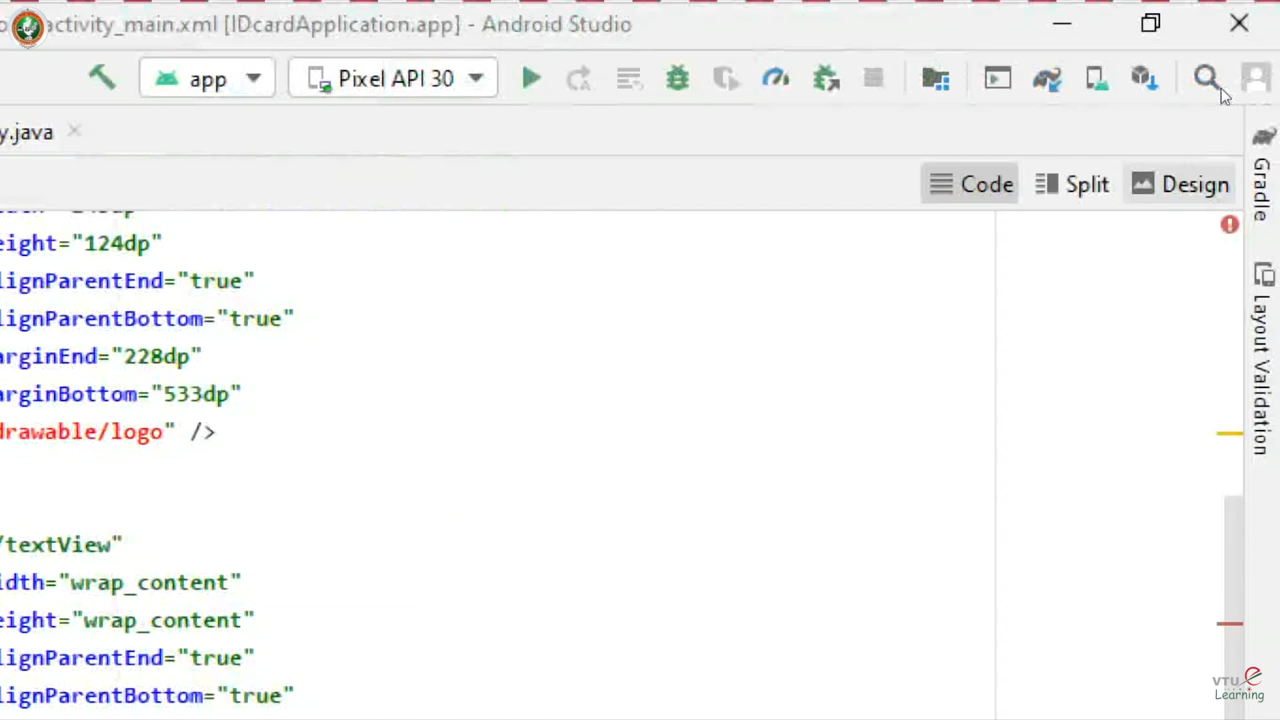 activity_main.xml [IDcardApplication.app] - Android Studio
app
Pixel API 30
y.java
Code
Split
Design
Gradle
Layout Validation
eight="124dp"
lignParentEnd="true"
lignParentBottom="true"
arginEnd="228dp"
arginBottom="533dp"
drawable/logo" />
/textView"
idth="wrap_content"
eight="wrap_content"
lignParentEnd="true"
lignParentBottom="true"
VTU e
Learning